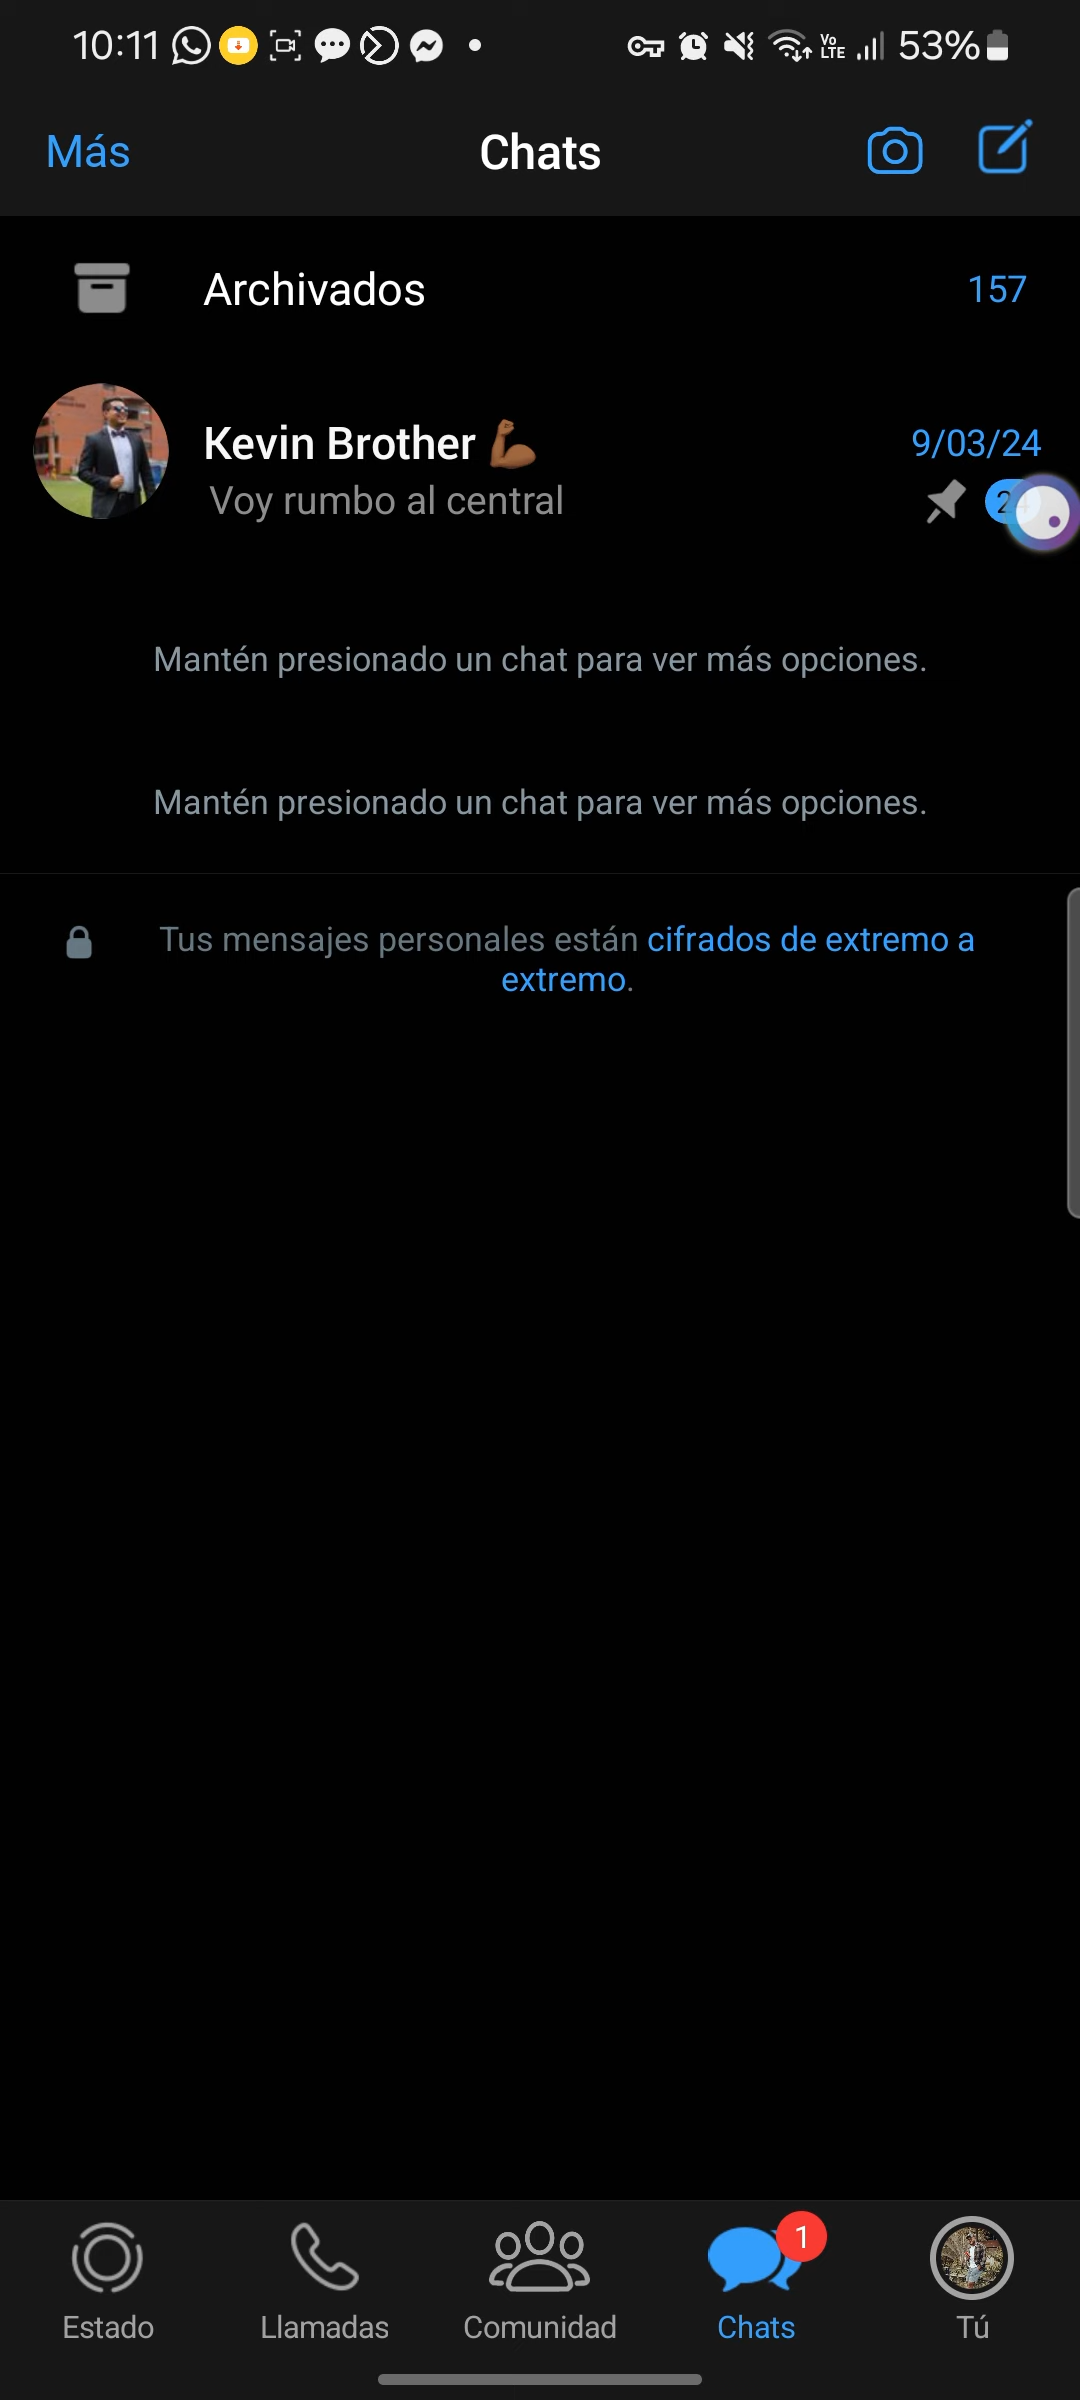 10:11 Vo LTE 53%
Más Chats
Archivados 157
Kevin Brother 9/03/24
Voy rumbo al central
Mantén presionado un chat para ver más opciones.
Mantén presionado un chat para ver más opciones.
Tus mensajes personales están cifrados de extremo a
extremo.
1
Estado Llamadas Comunidad Chats Tú